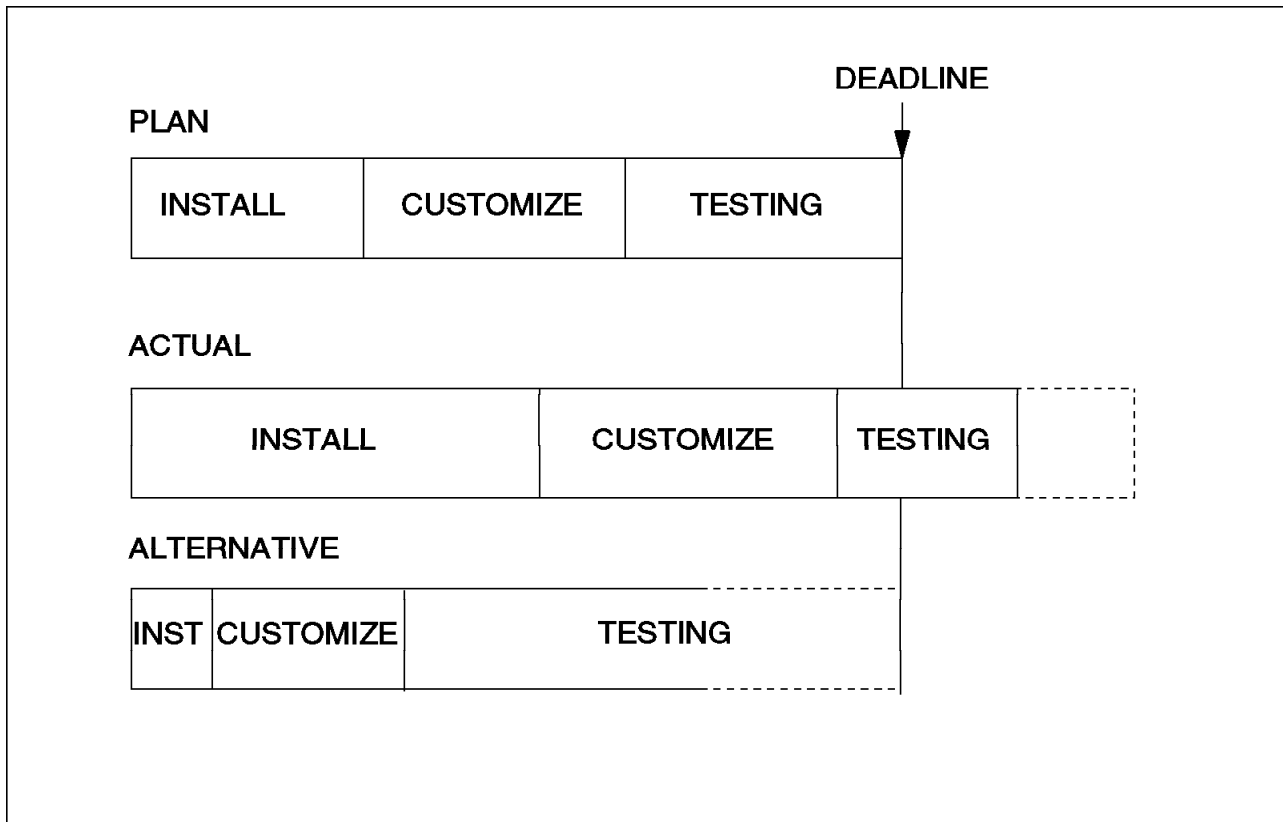 DEADLINE
PLAN
INSTALL CUSTOMIZE TESTING
ACTUAL
INSTALL CUSTOMIZE TESTING
ALTERNATIVE
INST CUSTOMIZE TESTING